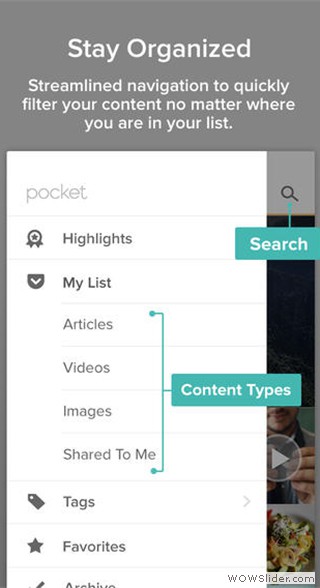 Stay Organized
Streamlined navigation to quickly
filter your content no matter where
you are in your list.
pocket
Highlights
Search
My List
Articles
Videos
Content Types
Images
Shared To Me
Tags
Favorites
Archive
WOWSlider.com